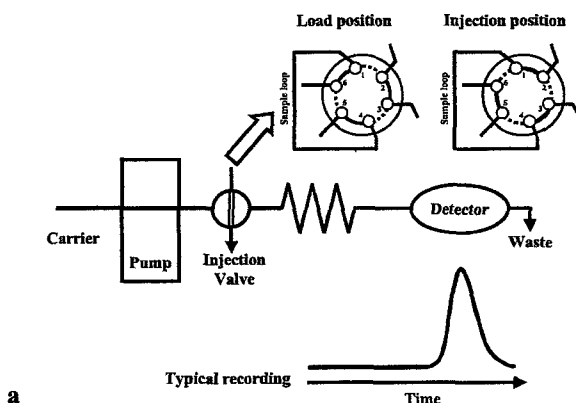 Load position
Injection position
Sample loop
1
2
3
4
5
6
Sample loop
1
2
3
4
5
6
Carrier
Pump
Injection
Valve
Detector
Waste
Typical recording
Time
a